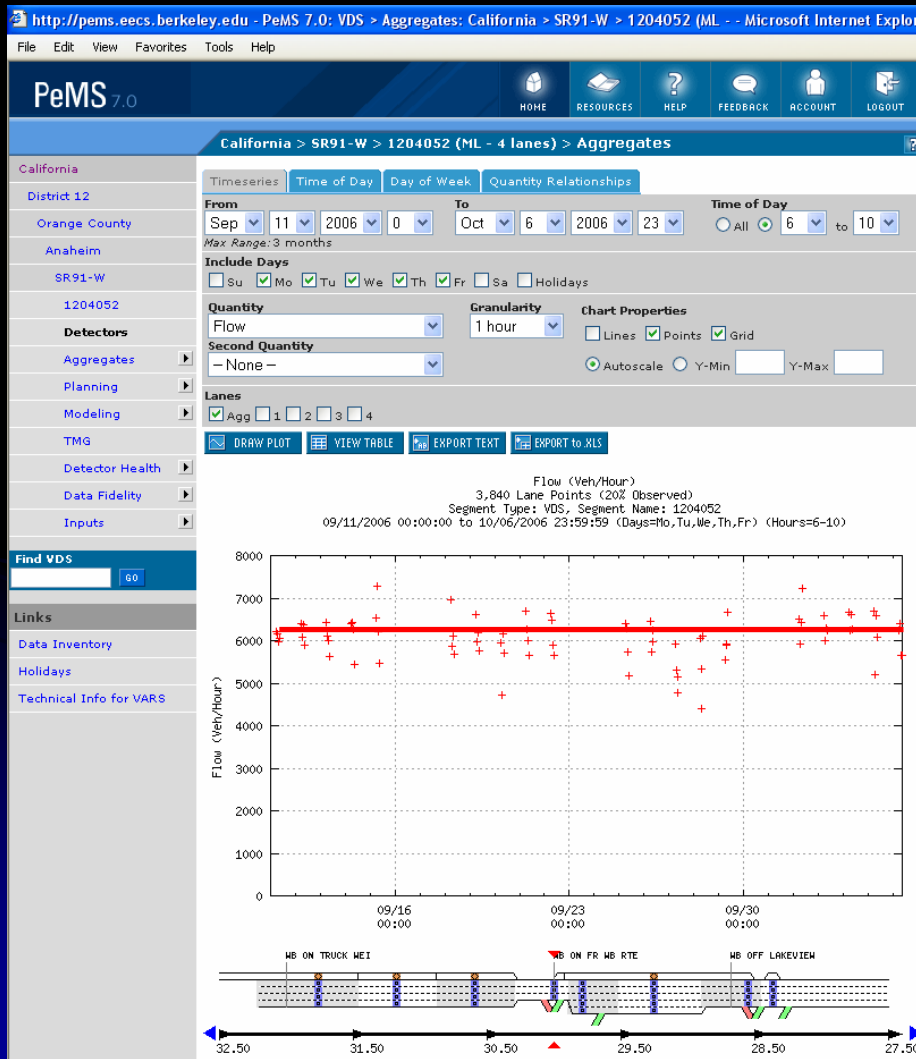 http://pems.eecs.berkeley.edu - PeMS 7.0: VDS > Aggregates: California > SR91-W > 1204052 (ML - - Microsoft Internet Explor
File Edit View Favorites Tools Help
PeMS 7.0
HOME RESOURCES HELP FEEDBACK ACCOUNT LOGOUT
California > SR91-W > 1204052 (ML - 4 lanes) > Aggregates ?
California
District 12
Orange County
Anaheim
SR91-W
1204052
Detectors
Aggregates
Planning
Modeling
TMG
Detector Health
Data Fidelity
Inputs
Find VDS
GO
Links
Data Inventory
Holidays
Technical Info for VARS
Timeseries Time of Day Day of Week Quantity Relationships
From To Time of Day
Sep 11 2006 0 Oct 6 2006 23 All 6 to 10
Max Range: 3 months
Include Days
Su Mo Tu We Th Fr Sa Holidays
Quantity Granularity Chart Properties
Flow 1 hour Lines Points Grid
Second Quantity
-- None -- Autoscale Y-Min Y-Max
Lanes
Agg 1 2 3 4
DRAW PLOT VIEW TABLE EXPORT TEXT EXPORT to .XLS
Flow (Veh/Hour)
3,840 Lane Points (20% Observed)
Segment Type: VDS, Segment Name: 1204052
09/11/2006 00:00:00 to 10/06/2006 23:59:59 (Days=Mo,Tu,We,Th,Fr) (Hours=6-10)
8000
7000
6000
5000
4000
3000
2000
1000
0
Flow (Veh/Hour)
09/16 09/23 09/30
00:00 00:00 00:00
WB ON TRUCK WEI WB ON FR WB RTE WB OFF LAKEVIEW
32.50 31.50 30.50 29.50 28.50 27.50